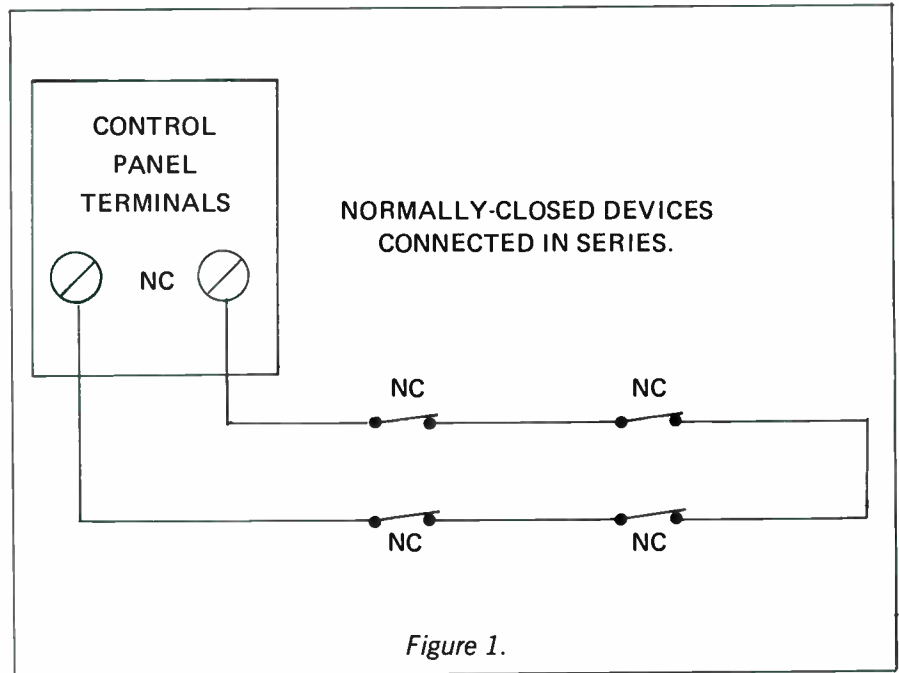 CONTROL
PANEL
TERMINALS
NC
NORMALLY-CLOSED DEVICES
CONNECTED IN SERIES.
NC
NC
NC
NC
Figure 1.